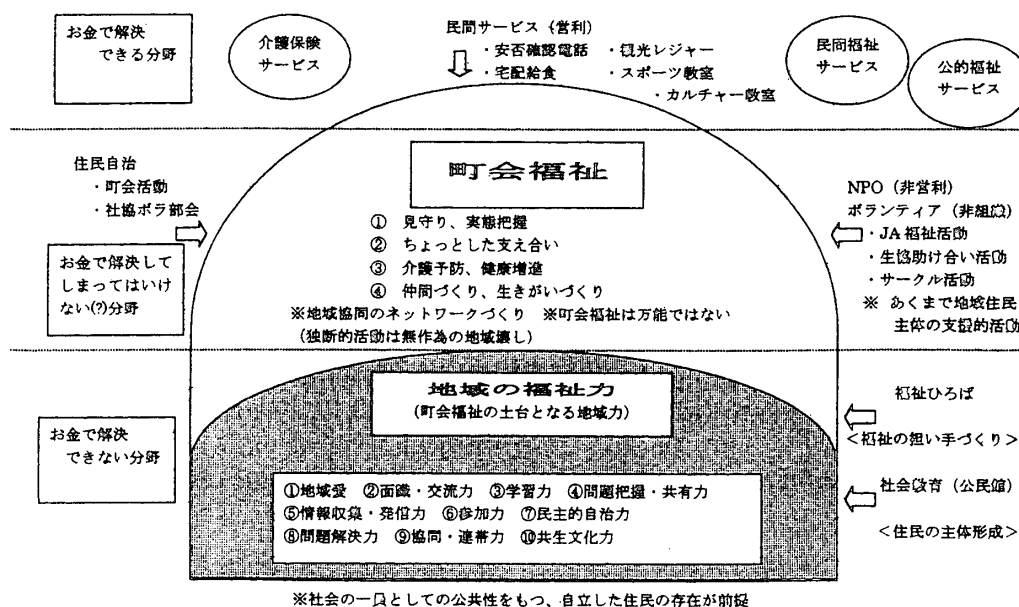 お金で解決
できる分野
介護保険
サービス
民間サービス（営利）
・安否確認電話　・観光レジャー
・宅配給食　・スポーツ教室
・カルチャー教室
民間福祉
サービス
公的福祉
サービス
住民自治
・町会活動
・社協ボラ部会
お金で解決して
しまってはいけ
ない(?)分野
町会福祉
①　見守り、実態把握
②　ちょっとした支え合い
③　介護予防、健康増進
④　仲間づくり、生きがいづくり
※地域協同のネットワークづくり　※町会福祉は万能ではない
（独断的活動は無作為の地域壊し）
NPO（非営利）
ボランティア（非組織）
・JA福祉活動
・生協助け合い活動
・サークル活動
※　あくまで地域住民
主体の支援的活動
お金で解決
できない分野
地域の福祉力
（町会福祉の土台となる地域力）
①地域愛　②面識・交流力　③学習力　④問題把握・共有力
⑤情報収集・発信力　⑥参加力　⑦民主的自治力
⑧問題解決力　⑨協同・連帯力　⑩共生文化力
福祉ひろば
＜福祉の担い手づくり＞
社会教育（公民館）
＜住民の主体形成＞
※社会の一員としての公共性をもつ、自立した住民の存在が前提